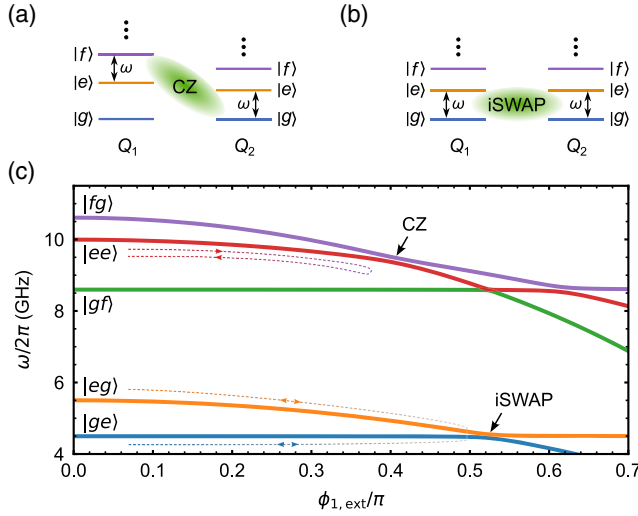 (a)
(b)
|f⟩ ω |e⟩ |g⟩ CZ |f⟩ |e⟩ ω |g⟩
Q1 Q2
|f⟩ |e⟩ ω |g⟩ iSWAP |f⟩ |e⟩ ω |g⟩
Q1 Q2
(c)
|fg⟩
|ee⟩
|gf⟩
|eg⟩
|ge⟩
CZ
iSWAP
10
8
6
4
ω/2π (GHz)
0.0 0.1 0.2 0.3 0.4 0.5 0.6 0.7
ϕ1, ext/π